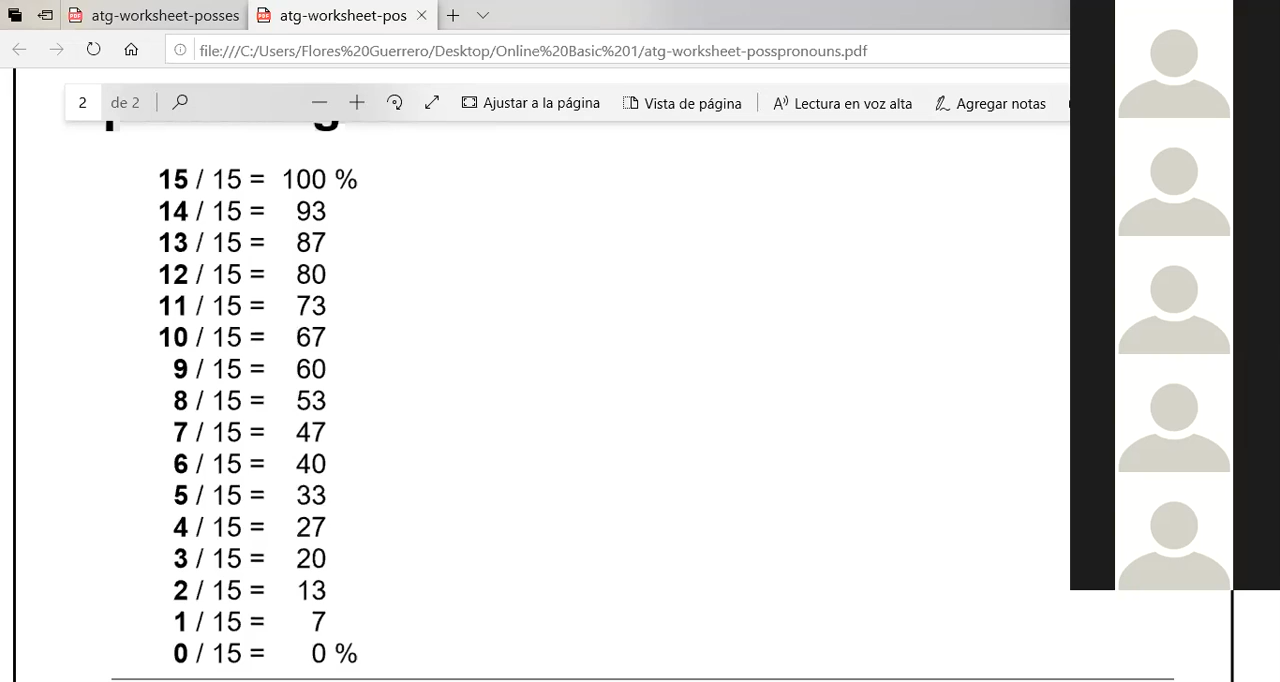 atg-worksheet-posses
atg-worksheet-pos
file:///C:/Users/Flores%20Guerrero/Desktop/Online%20Basic%201/atg-worksheet-posspronouns.pdf
2 de 2 Ajustar a la página Vista de página Lectura en voz alta Agregar notas
15 / 15 = 100 %
14 / 15 = 93
13 / 15 = 87
12 / 15 = 80
11 / 15 = 73
10 / 15 = 67
9 / 15 = 60
8 / 15 = 53
7 / 15 = 47
6 / 15 = 40
5 / 15 = 33
4 / 15 = 27
3 / 15 = 20
2 / 15 = 13
1 / 15 = 7
0 / 15 = 0 %